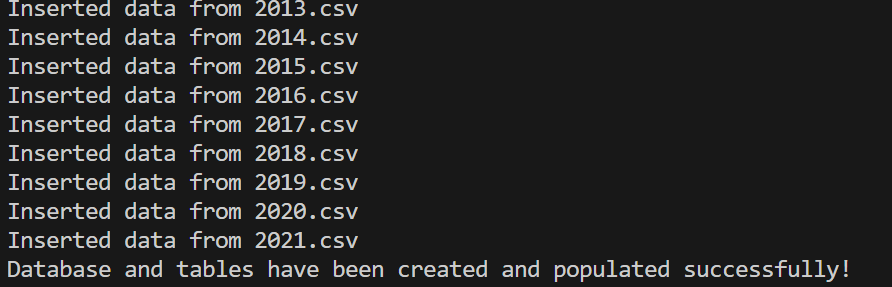 Inserted data from 2013.csv
Inserted data from 2014.csv
Inserted data from 2015.csv
Inserted data from 2016.csv
Inserted data from 2017.csv
Inserted data from 2018.csv
Inserted data from 2019.csv
Inserted data from 2020.csv
Inserted data from 2021.csv
Database and tables have been created and populated successfully!